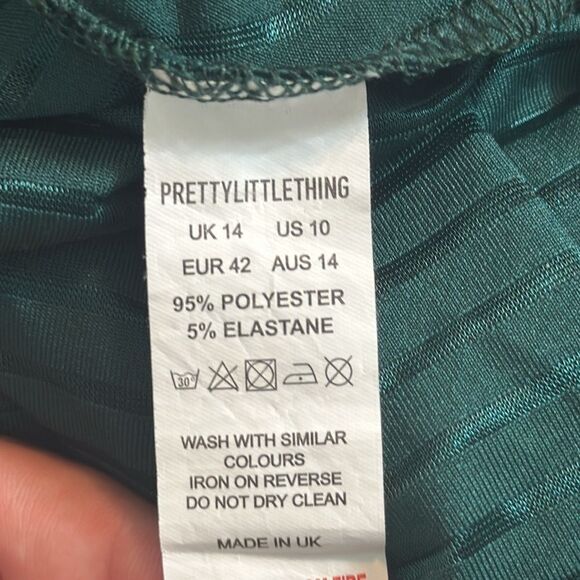 PRETTYLITTLETHING
UK 14 US 10
EUR 42 AUS 14
95% POLYESTER
5% ELASTANE
30°
WASH WITH SIMILAR
COLOURS
IRON ON REVERSE
DO NOT DRY CLEAN
MADE IN UK
FIRE